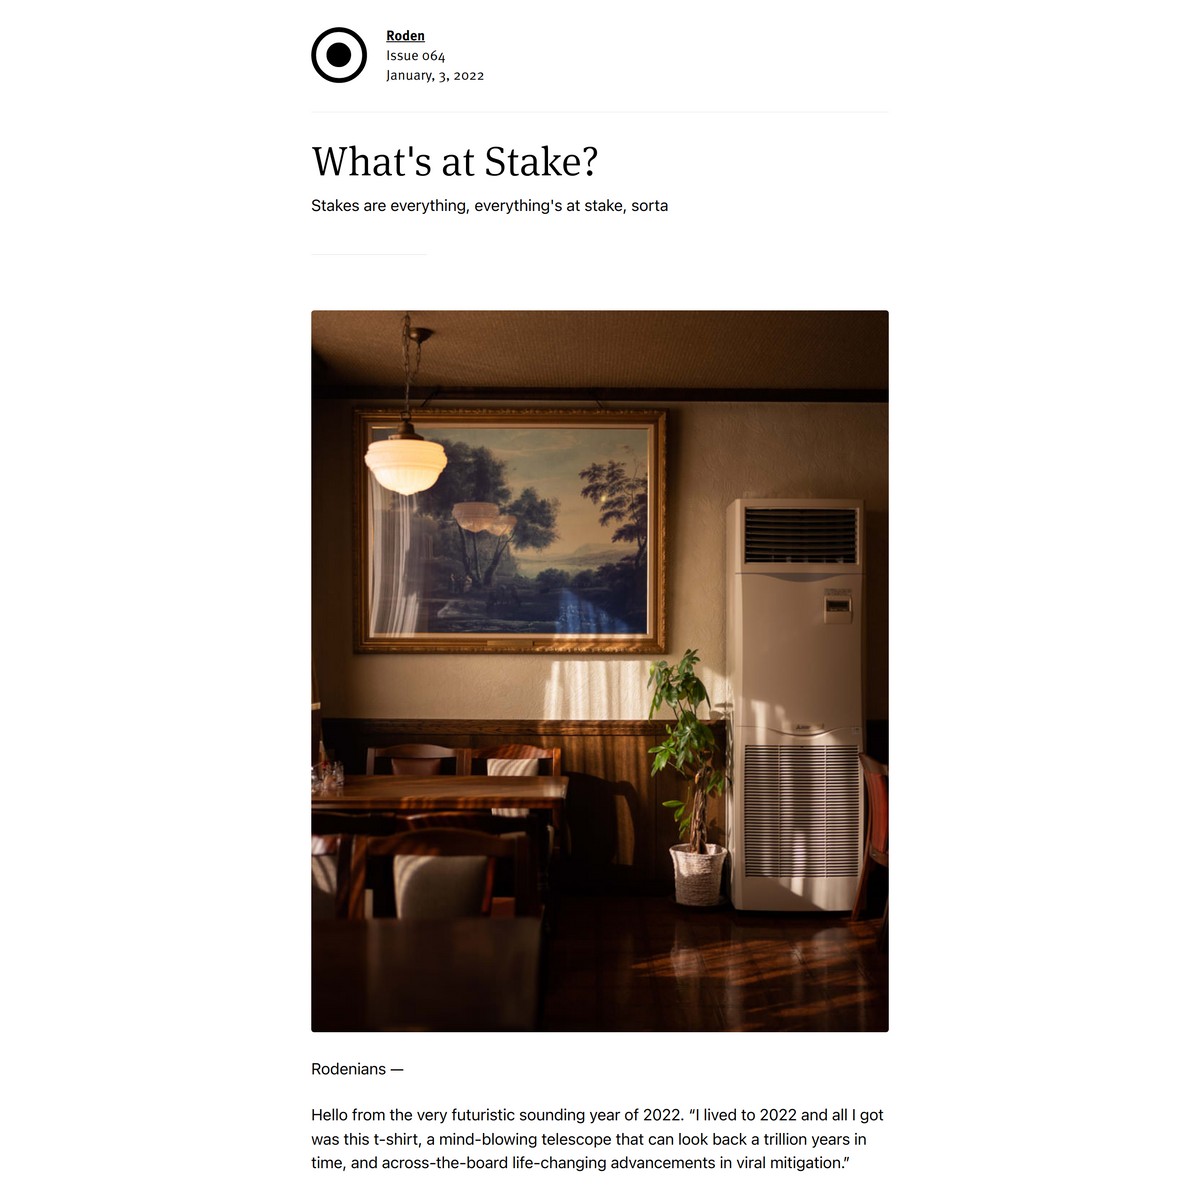 Roden
Issue 064
January, 3, 2022
What's at Stake?
Stakes are everything, everything's at stake, sorta
Rodenians —
Hello from the very futuristic sounding year of 2022. “I lived to 2022 and all I got
was this t-shirt, a mind-blowing telescope that can look back a trillion years in
time, and across-the-board life-changing advancements in viral mitigation.”